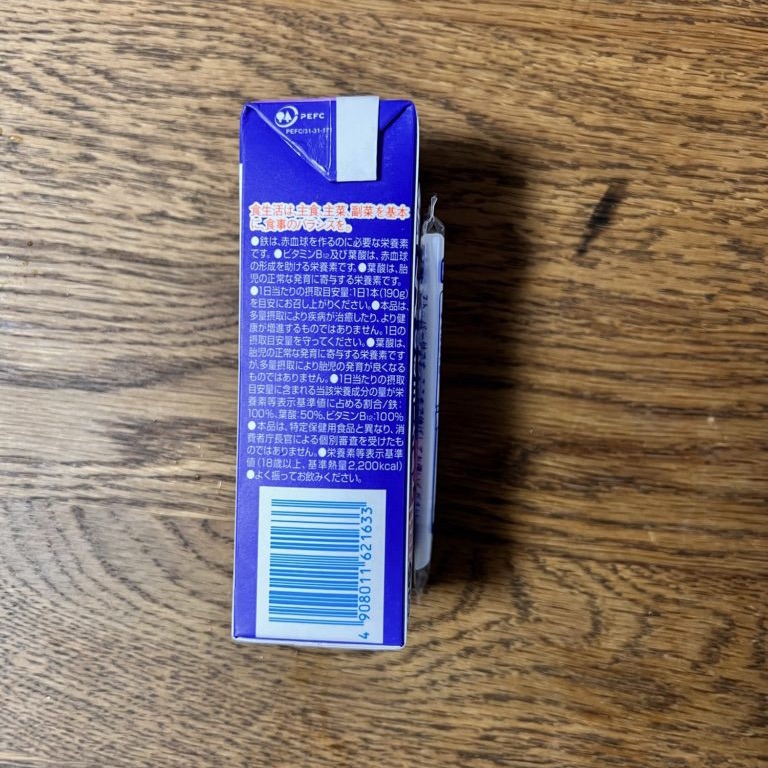 PEFC
PEFC/31-31-171
食生活は、主食、主菜、副菜を基本
に、食事のバランスを。
●鉄は、赤血球を作るのに必要な栄養素
です。●ビタミンB₁₂及び葉酸は、赤血球
の形成を助ける栄養素です。●葉酸は、胎
児の正常な発育に寄与する栄養素です。
●1日当たりの摂取目安量:1日1本(190g)
を目安にお召し上がりください。●本品は、
多量摂取により疾病が治癒したり、より健
康が増進するものではありません。1日の
摂取目安量を守ってください。●葉酸は、
胎児の正常な発育に寄与する栄養素です
が、多量摂取により胎児の発育が良くなる
ものではありません。●1日当たりの摂取
目安量に含まれる当該栄養成分の量が栄
養素等表示基準値に占める割合/鉄:
100%、葉酸:50%、ビタミンB₁₂:100%
●本品は、特定保健用食品と異なり、消
費者庁長官による個別審査を受けたも
のではありません。●栄養素等表示基準
値(18歳以上、基準熱量2,200kcal)
●よく振ってお飲みください。
4 908011 621633